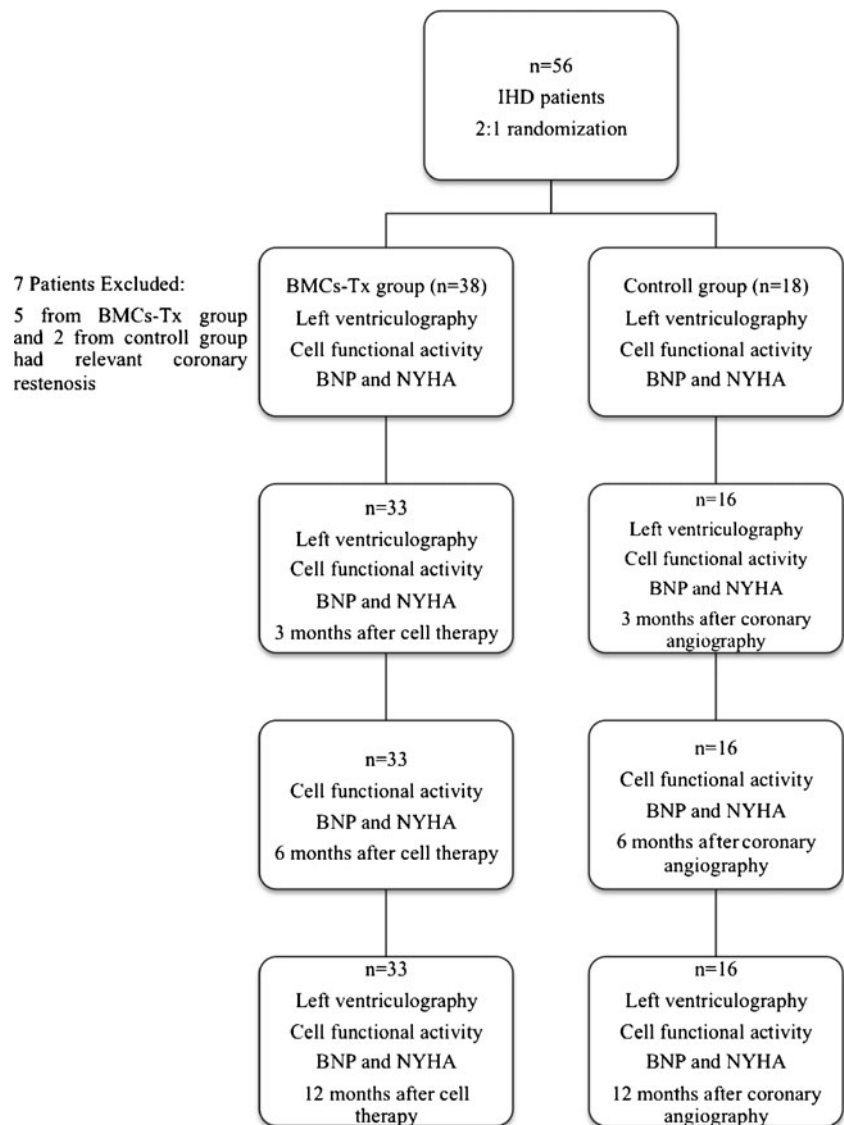 n=56
IHD patients
2:1 randomization
7 Patients Excluded:
5 from BMCs-Tx group
and 2 from controll group
had relevant coronary
restenosis
BMCs-Tx group (n=38)
Left ventriculography
Cell functional activity
BNP and NYHA
Controll group (n=18)
Left ventriculography
Cell functional activity
BNP and NYHA
n=33
Left ventriculography
Cell functional activity
BNP and NYHA
3 months after cell therapy
n=16
Left ventriculography
Cell functional activity
BNP and NYHA
3 months after coronary
angiography
n=33
Cell functional activity
BNP and NYHA
6 months after cell therapy
n=16
Cell functional activity
BNP and NYHA
6 months after coronary
angiography
n=33
Left ventriculography
Cell functional activity
BNP and NYHA
12 months after cell
therapy
n=16
Left ventriculography
Cell functional activity
BNP and NYHA
12 months after coronary
angiography